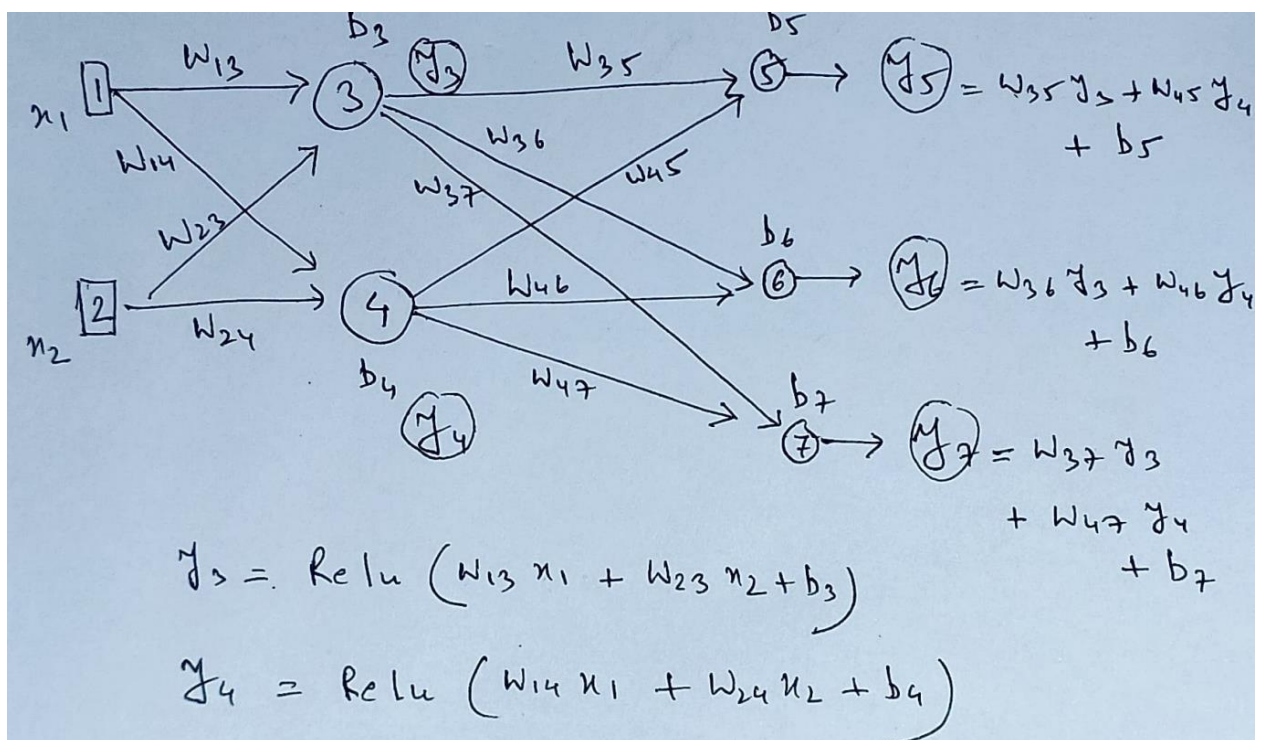 b3 b5
W13 y3 W35 5 y5 = W35 y3 + W45 y4
1 3 + b5
x1
W14 W36
W37 W45
W23
b6
2 4 W46 6 y6 = W36 y3 + W46 y4
x2 W24 + b6
b4 W47 b7
y4 7 y7 = W37 y3
+ W47 y4
+ b7
y3 = Relu (W13 x1 + W23 x2 + b3)
y4 = Relu (W14 x1 + W24 x2 + b4)